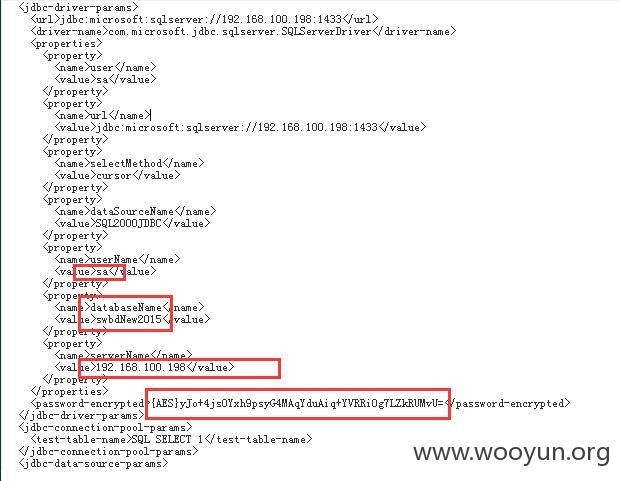 <jdbc-driver-params>
<url>jdbc:microsoft:sqlserver://192.168.100.198:1433</url>
<driver-name>com.microsoft.jdbc.sqlserver.SQLServerDriver</driver-name>
<properties>
<property>
<name>user</name>
<value>sa</value>
</property>
<property>
<name>url</name>
<value>jdbc:microsoft:sqlserver://192.168.100.198:1433</value>
</property>
<property>
<name>selectMethod</name>
<value>cursor</value>
</property>
<property>
<name>dataSourceName</name>
<value>SQL2000JDBC</value>
</property>
<property>
<name>userName</name>
<value>sa</value>
</property>
<property>
<name>databaseName</name>
<value>swbdNew2015</value>
</property>
<property>
<name>serverName</name>
<value>192.168.100.198</value>
</property>
</properties>
<password-encrypted>{AES}yJo+4jsOYxh9psyG4MAqYduAiq+YVRRiOg7LZkRUMvU=</password-encrypted>
</jdbc-driver-params>
<jdbc-connection-pool-params>
<test-table-name>SQL SELECT 1</test-table-name>
</jdbc-connection-pool-params>
<jdbc-data-source-params>
www.wooyun.org